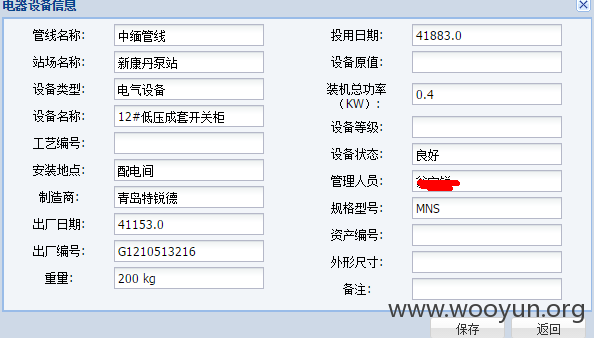 电器设备信息
管线名称: 中缅管线
投用日期: 41883.0
站场名称: 新康丹泵站
设备原值:
设备类型: 电气设备
装机总功率
(KW): 0.4
设备名称: 12#低压成套开关柜
设备等级:
工艺编号:
设备状态: 良好
安装地点: 配电间
管理人员:
制造商: 青岛特锐德
规格型号: MNS
出厂日期: 41153.0
资产编号:
出厂编号: G1210513216
外形尺寸:
重量: 200 kg
备注:
www.wooyun.org
保存 返回